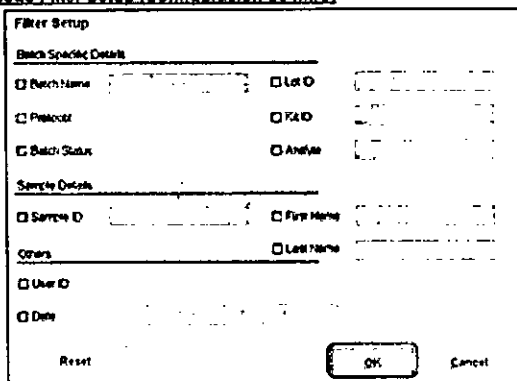 Filter Setup
Batch Specific Details
Batch Name Lot ID
Protocol Kit ID
Batch Status Analyte
Sample Details
Sample ID First Name
Others Last Name
User ID
Date
Reset OK Cancel